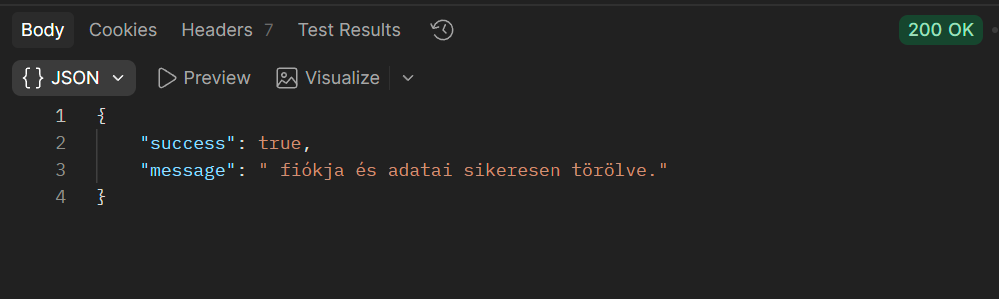 Body Cookies Headers 7 Test Results 200 OK
{ } JSON Preview Visualize
1 {
2 "success": true,
3 "message": " fiókja és adatai sikeresen törölve."
4 }